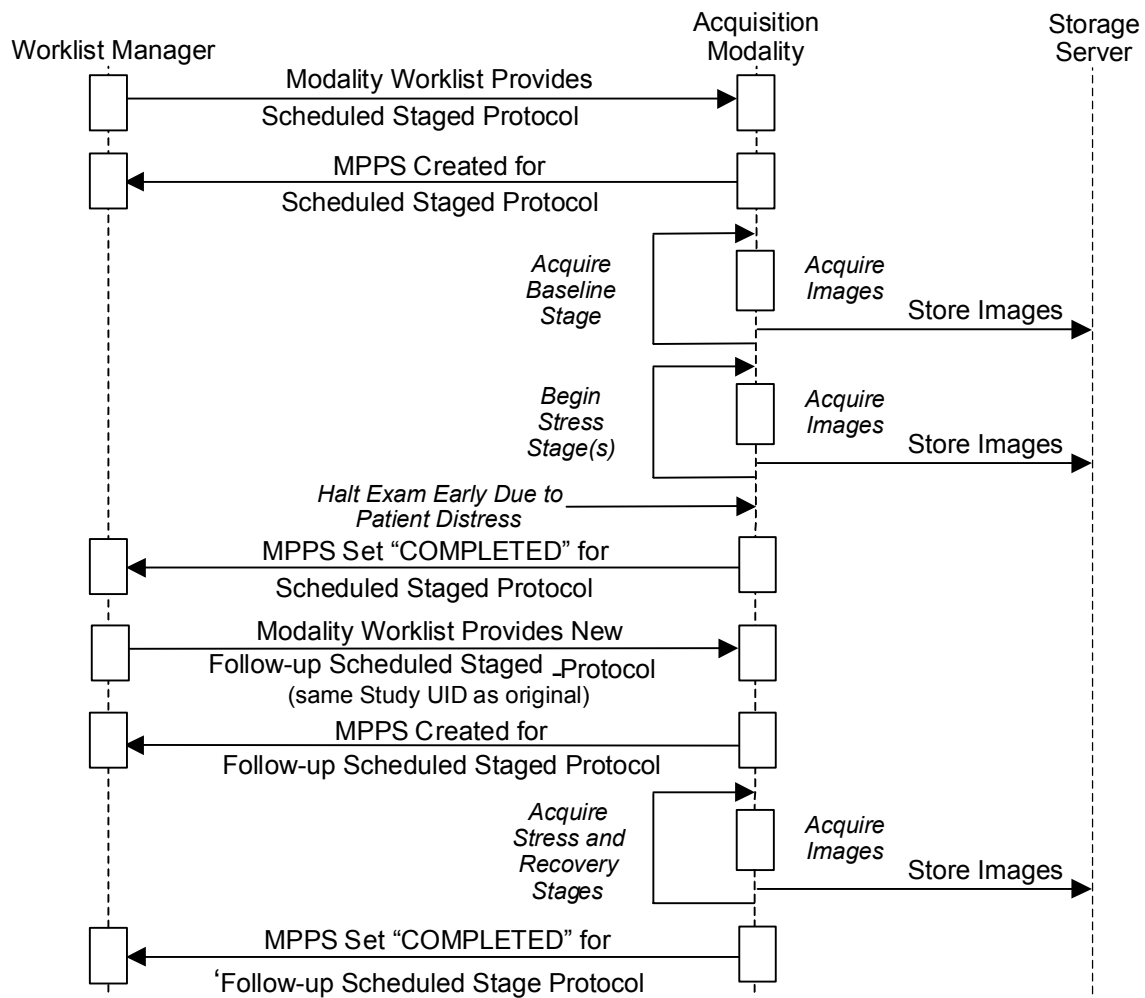 Worklist Manager
Acquisition
Modality
Storage
Server
Modality Worklist Provides
Scheduled Staged Protocol
MPPS Created for
Scheduled Staged Protocol
Acquire
Baseline
Stage
Acquire
Images
Store Images
Begin
Stress
Stage(s)
Acquire
Images
Store Images
Halt Exam Early Due to
Patient Distress
MPPS Set “COMPLETED” for
Scheduled Staged Protocol
Modality Worklist Provides New
Follow-up Scheduled Staged -Protocol
(same Study UID as original)
MPPS Created for
Follow-up Scheduled Staged Protocol
Acquire
Stress and
Recovery
Stages
Acquire
Images
Store Images
MPPS Set “COMPLETED” for
‘Follow-up Scheduled Stage Protocol